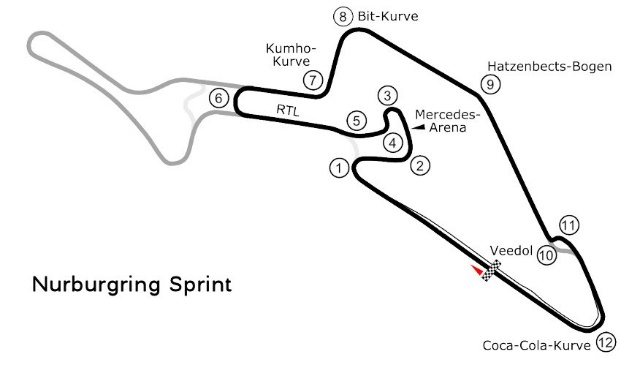 8 Bit-Kurve
Kumho-
Kurve
7
Hatzenbects-Bogen
9
6
RTL
3
5
Mercedes-
Arena
4
1
2
11
Veedol
10
Nurburgring Sprint
Coca-Cola-Kurve 12